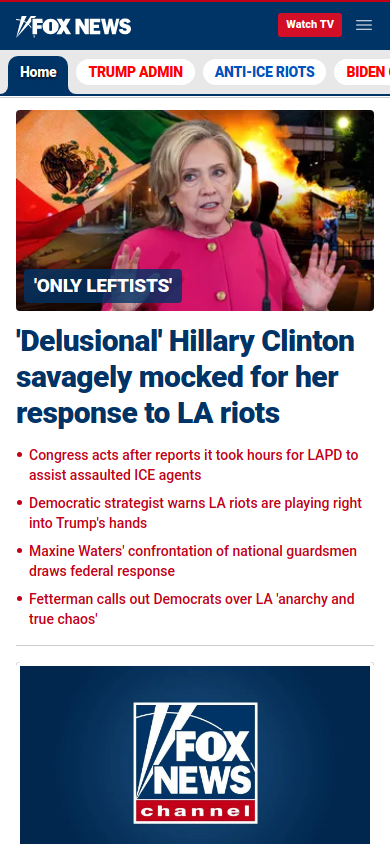 FOX NEWS
Watch TV
Home
TRUMP ADMIN
ANTI-ICE RIOTS
BIDEN
'ONLY LEFTISTS'
'Delusional' Hillary Clinton
savagely mocked for her
response to LA riots
• Congress acts after reports it took hours for LAPD to
assist assaulted ICE agents
• Democratic strategist warns LA riots are playing right
into Trump's hands
• Maxine Waters' confrontation of national guardsmen
draws federal response
• Fetterman calls out Democrats over LA 'anarchy and
true chaos'
FOX
NEWS
channel